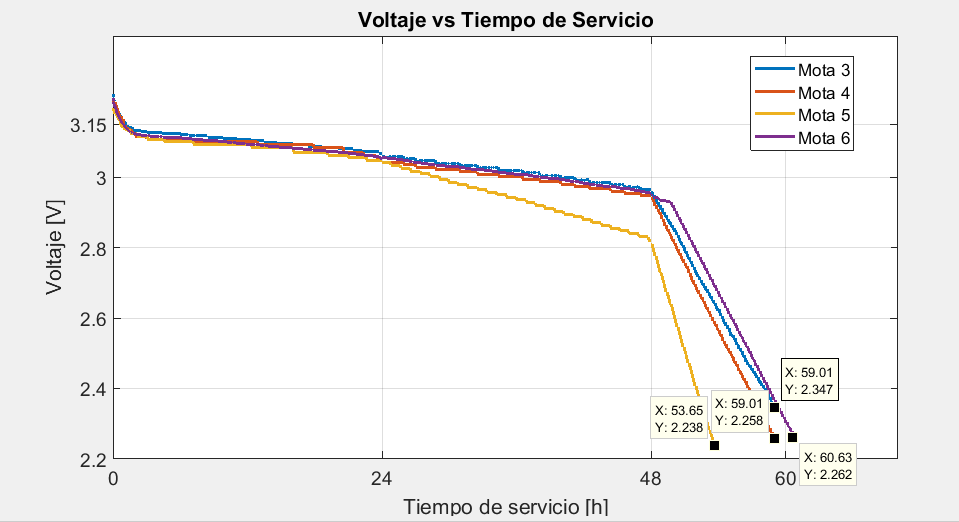 Voltaje vs Tiempo de Servicio
Mota 3
Mota 4
Mota 5
Mota 6
Voltaje [V]
3.15
3
2.8
2.6
2.4
2.2
X: 59.01
Y: 2.347
X: 59.01
Y: 2.258
X: 53.65
Y: 2.238
X: 60.63
Y: 2.262
0
24
48
60
Tiempo de servicio [h]